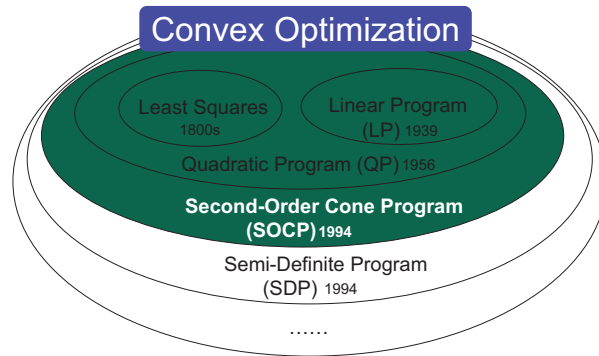 Convex Optimization
Least Squares
1800s
Linear Program
(LP) 1939
Quadratic Program (QP) 1956
Second-Order Cone Program
(SOCP) 1994
Semi-Definite Program
(SDP) 1994
......